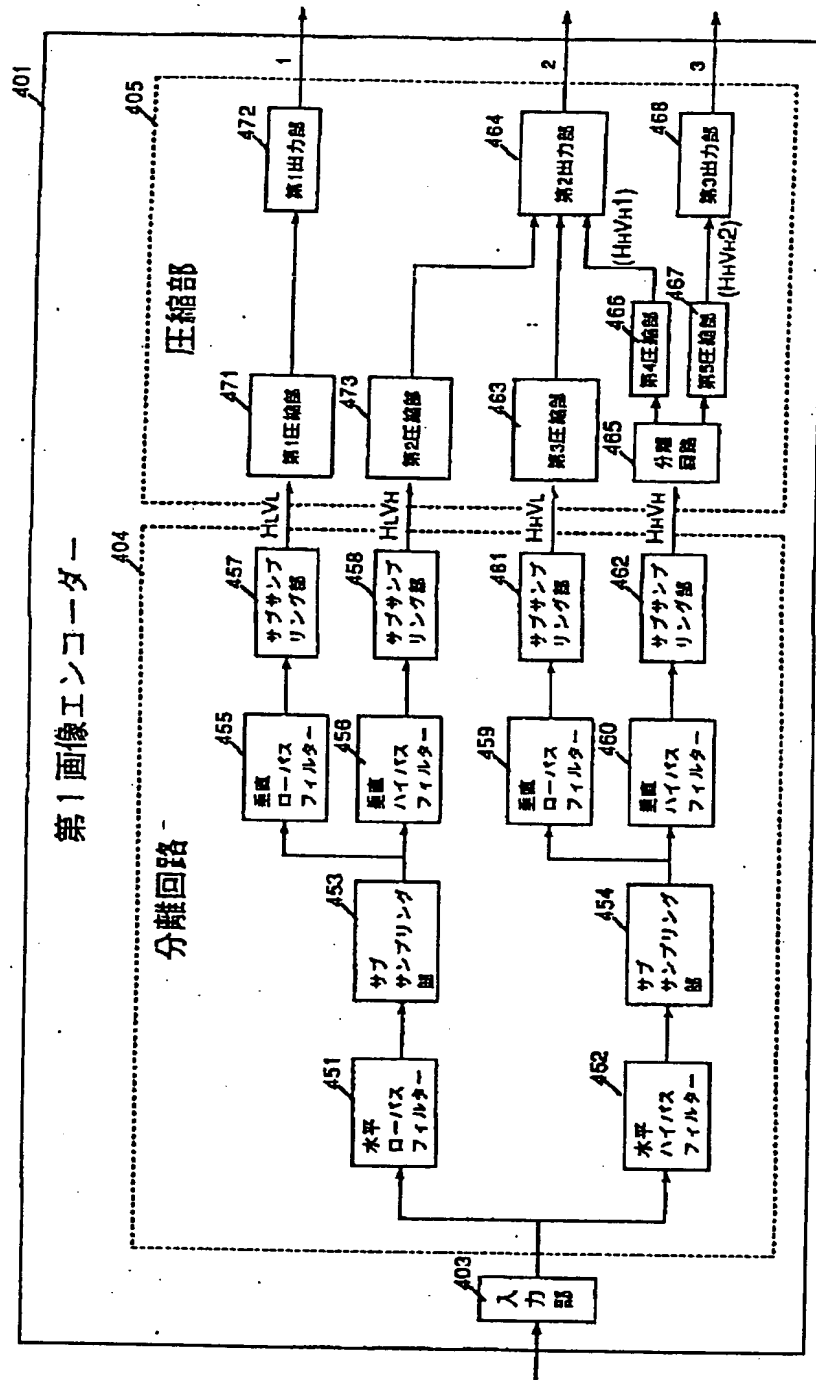 第1画像エンコーダー
401
403
入力部
分離回路
404
451
水平
ローパス
フィルター
452
水平
ハイパス
フィルター
453
サブ
サンプリング
部
454
サブ
サンプリング
部
455
垂直
ローパス
フィルター
456
垂直
ハイパス
フィルター
459
垂直
ローパス
フィルター
460
垂直
ハイパス
フィルター
457
サブサンプ
リング部
458
サブサンプ
リング部
461
サブサンプ
リング部
462
サブサンプ
リング部
HLVL
HLVH
HHVL
HHVH
圧縮部
405
471
第1圧縮部
473
第2圧縮部
463
第3圧縮部
465
分離
回路
466
第4圧縮部
467
第5圧縮部
(HHVH1)
(HHVH2)
472
第1出力部
464
第2出力部
468
第3出力部
1
2
3